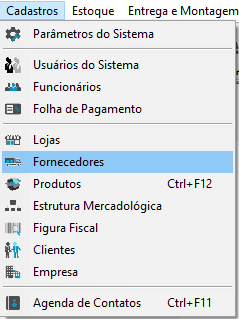 Cadastros Estoque Entrega e Montagem
Parâmetros do Sistema
Usuários do Sistema
Funcionários
Folha de Pagamento
Lojas
Fornecedores
Produtos Ctrl+F12
Estrutura Mercadológica
Figura Fiscal
Clientes
Empresa
Agenda de Contatos Ctrl+F11